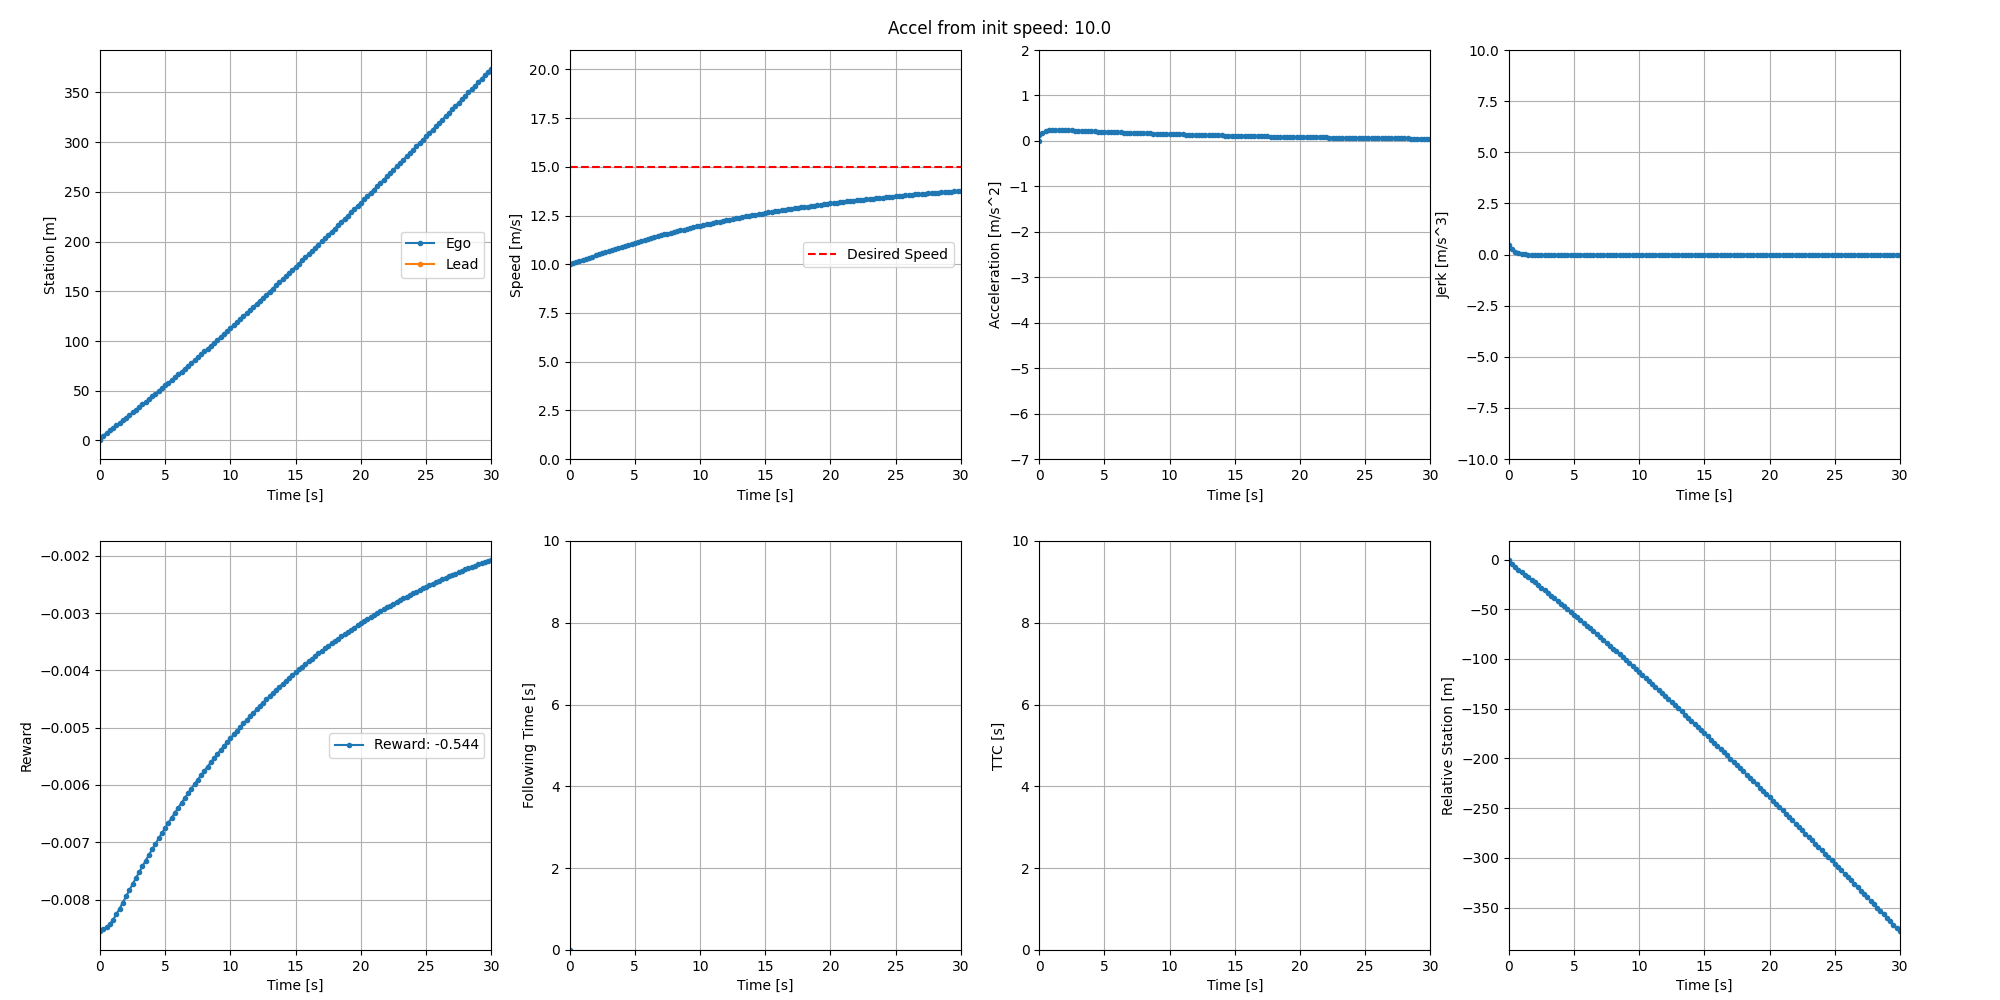 Accel from init speed: 10.0
350
300
250
200
150
100
50
0
Station [m]
Ego
Lead
0 5 10 15 20 25 30
Time [s]
20.0
17.5
15.0
12.5
10.0
7.5
5.0
2.5
0.0
Speed [m/s]
Desired Speed
0 5 10 15 20 25 30
Time [s]
2
1
0
−1
−2
−3
−4
−5
−6
−7
Acceleration [m/s^2]
0 5 10 15 20 25 30
Time [s]
10.0
7.5
5.0
2.5
0.0
−2.5
−5.0
−7.5
−10.0
Jerk [m/s^3]
0 5 10 15 20 25 30
Time [s]
−0.002
−0.003
−0.004
−0.005
−0.006
−0.007
−0.008
Reward
Reward: -0.544
0 5 10 15 20 25 30
Time [s]
10
8
6
4
2
0
Following Time [s]
0 5 10 15 20 25 30
Time [s]
10
8
6
4
2
0
TTC [s]
0 5 10 15 20 25 30
Time [s]
0
−50
−100
−150
−200
−250
−300
−350
Relative Station [m]
0 5 10 15 20 25 30
Time [s]